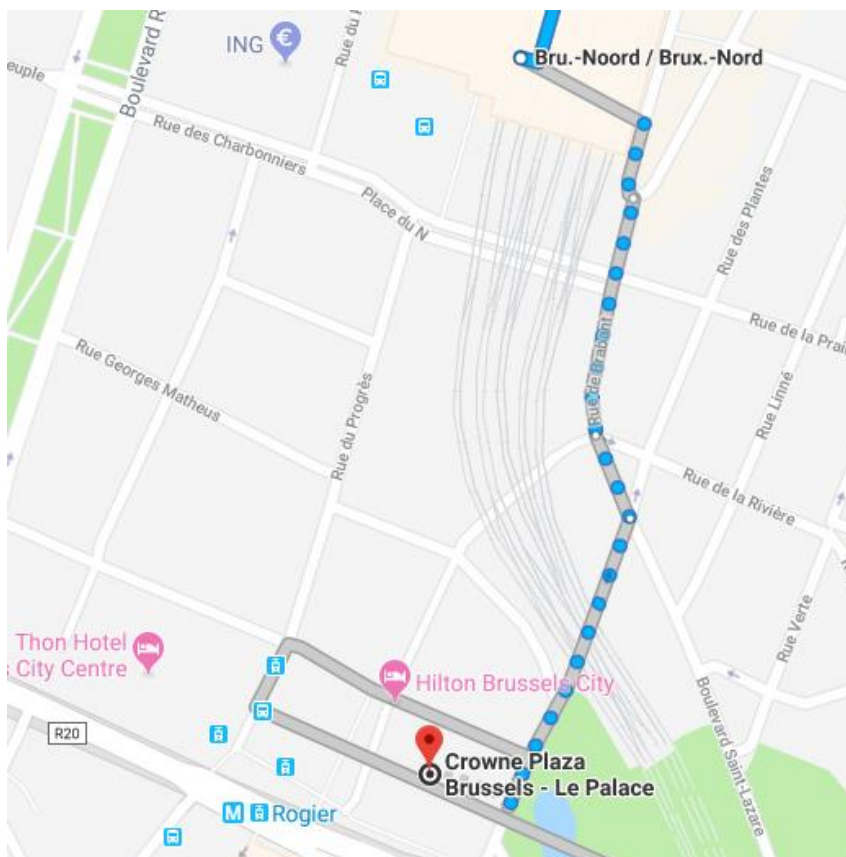 ING €
Rue du P
Bru.-Noord / Brux.-Nord
euple
Boulevard R
Rue des Charbonniers
Place du N
Rue des Plantes
Rue de la Prai
Rue de Brabant
Rue Georges Matheus
Rue du Progrès
Rue Linné
Rue de la Rivière
Rue Verte
Thon Hotel
s City Centre
Hilton Brussels City
Boulevard Saint-Lazare
R20
Crowne Plaza
Brussels - Le Palace
M Rogier